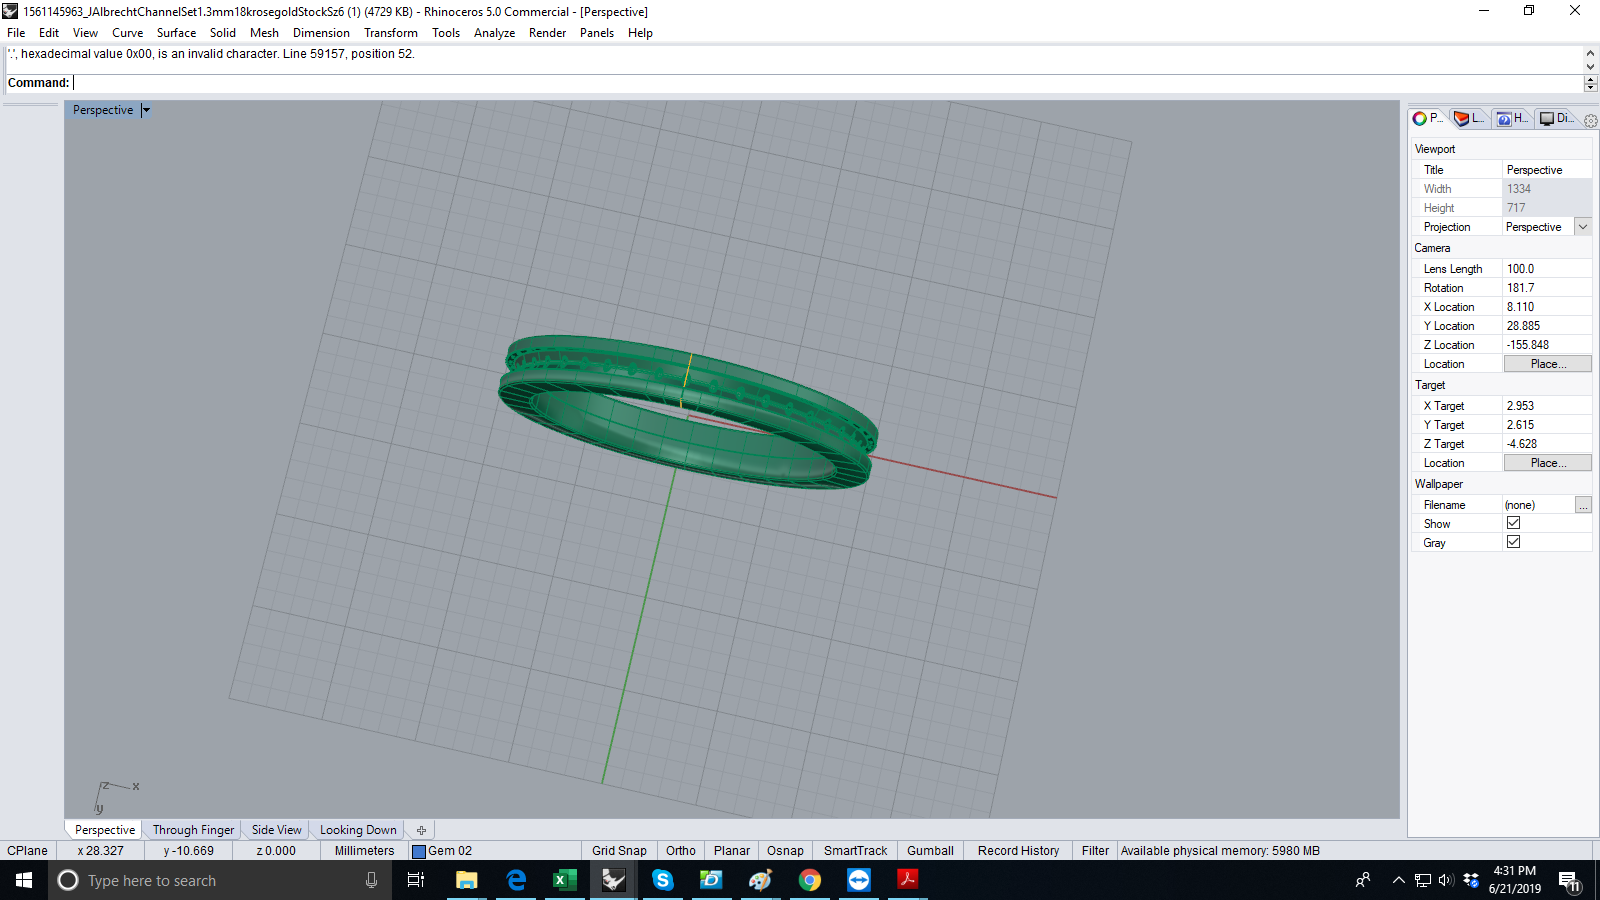 1561145963_JAlbrechtChannelSet1.3mm18krosegoldStockSz6 (1) (4729 KB) - Rhinoceros 5.0 Commercial - [Perspective]
File Edit View Curve Surface Solid Mesh Dimension Transform Tools Analyze Render Panels Help
'.', hexadecimal value 0x00, is an invalid character. Line 59157, position 52.
Command:
Perspective
P... L... H... Di...
Viewport
Title Perspective
Width 1334
Height 717
Projection Perspective
Camera
Lens Length 100.0
Rotation 181.7
X Location 8.110
Y Location 28.885
Z Location -155.848
Location Place...
Target
X Target 2.953
Y Target 2.615
Z Target -4.628
Location Place...
Wallpaper
Filename (none) ...
Show
Gray
z x
y
Perspective Through Finger Side View Looking Down
CPlane x 28.327 y -10.669 z 0.000 Millimeters Gem 02 Grid Snap Ortho Planar Osnap SmartTrack Gumball Record History Filter Available physical memory: 5980 MB
Type here to search
4:31 PM
6/21/2019
11